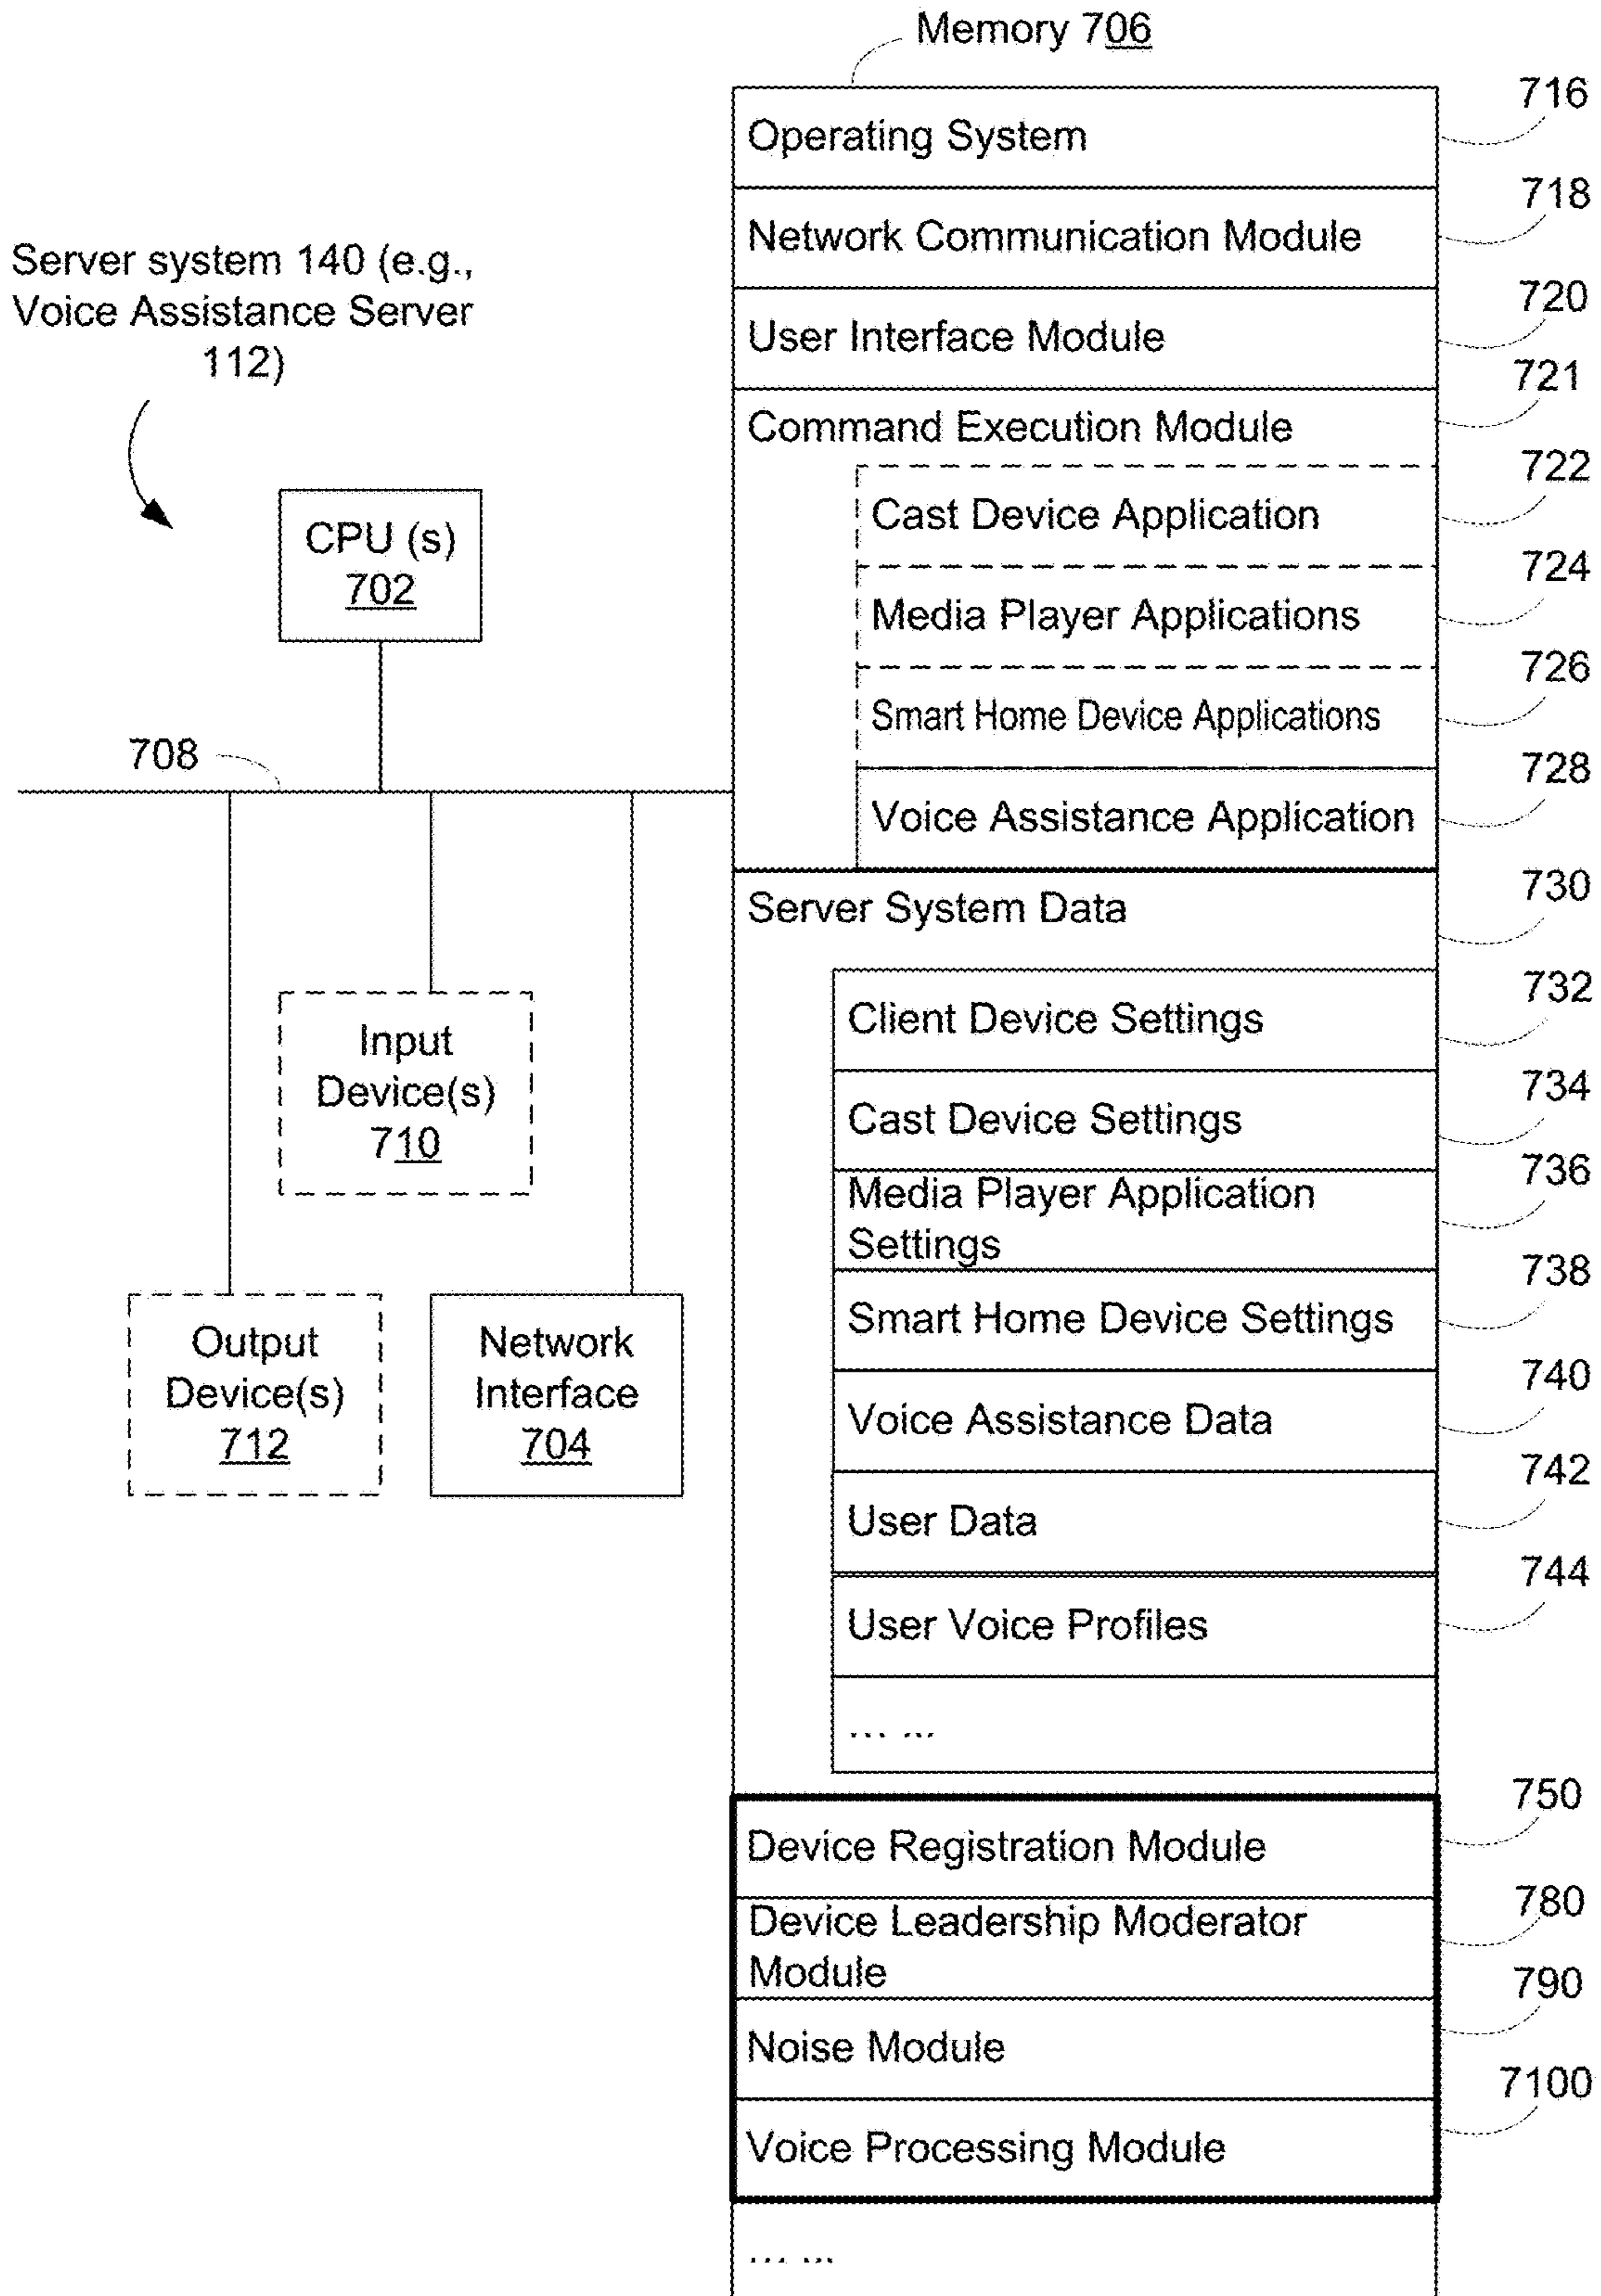 Memory 706
Operating System
716
Network Communication Module
718
User Interface Module
720
Command Execution Module
721
Cast Device Application
722
Media Player Applications
724
Smart Home Device Applications
726
Voice Assistance Application
728
Server system 140 (e.g.,
Voice Assistance Server
112)
CPU (s)
702
708
Input
Device(s)
710
Output
Device(s)
712
Network
Interface
704
Server System Data
730
Client Device Settings
732
Cast Device Settings
734
Media Player Application
Settings
736
Smart Home Device Settings
738
Voice Assistance Data
740
User Data
742
User Voice Profiles
744
... ...
Device Registration Module
750
Device Leadership Moderator
Module
780
Noise Module
790
Voice Processing Module
7100
... ...